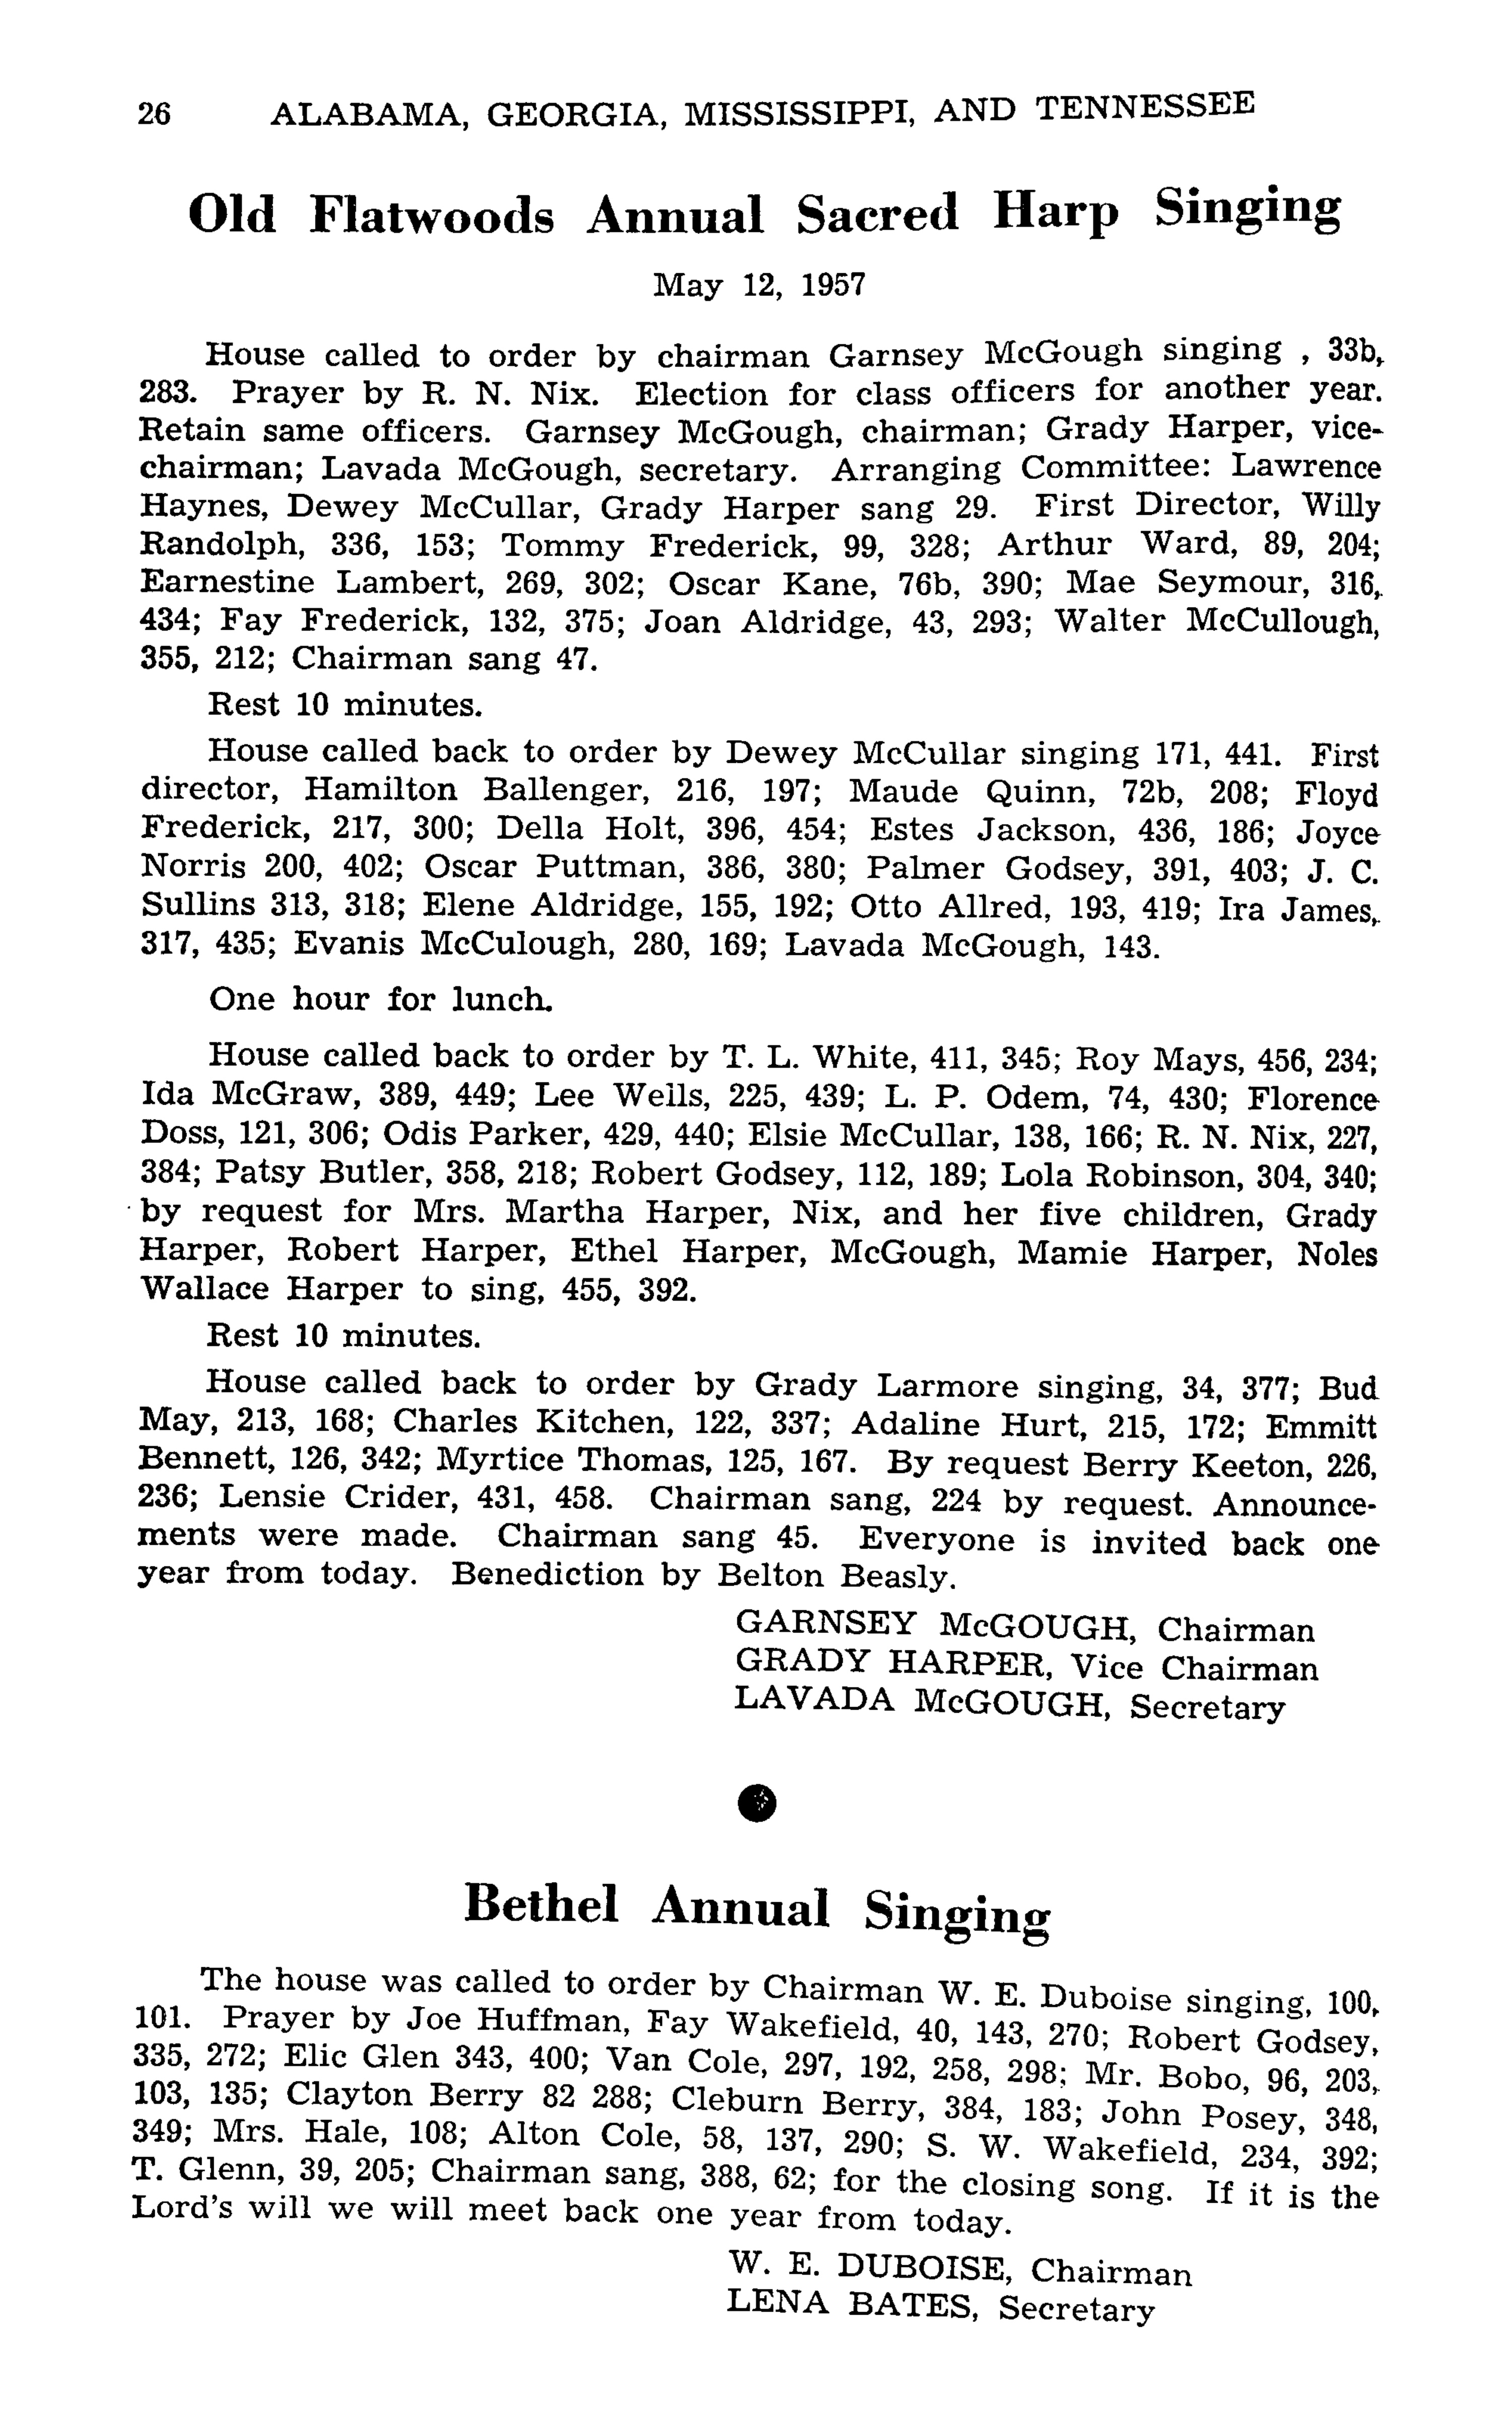 26 ALABAMA, GEORGIA, MISSISSIPPI, AND TENNESSEE
Old Flatwoods Annual Sacred Harp Singing
May 12, 1957
House called to order by chairman Garnsey McGough singing , 33b,
283. Prayer by R. N. Nix. Election for class officers for another year.
Retain same officers. Garnsey McGough, chairman; Grady Harper, vice-
chairman; Lavada McGough, secretary. Arranging Committee: Lawrence
Haynes, Dewey McCullar, Grady Harper sang 29. First Director, Willy
Randolph, 336, 153; Tommy Frederick, 99, 328; Arthur Ward, 89, 204;
Earnestine Lambert, 269, 302; Oscar Kane, 76b, 390; Mae Seymour, 316,
434; Fay Frederick, 132, 375; Joan Aldridge, 43, 293; Walter McCullough,
355, 212; Chairman sang 47.
Rest 10 minutes.
House called back to order by Dewey McCullar singing 171, 441. First
director, Hamilton Ballenger, 216, 197; Maude Quinn, 72b, 208; Floyd
Frederick, 217, 300; Della Holt, 396, 454; Estes Jackson, 436, 186; Joyce
Norris 200, 402; Oscar Puttman, 386, 380; Palmer Godsey, 391, 403; J. C.
Sullins 313, 318; Elene Aldridge, 155, 192; Otto Allred, 193, 419; Ira James,
317, 435; Evanis McCulough, 280, 169; Lavada McGough, 143.
One hour for lunch.
House called back to order by T. L. White, 411, 345; Roy Mays, 456, 234;
Ida McGraw, 389, 449; Lee Wells, 225, 439; L. P. Odem, 74, 430; Florence
Doss, 121, 306; Odis Parker, 429, 440; Elsie McCullar, 138, 166; R. N. Nix, 227,
384; Patsy Butler, 358, 218; Robert Godsey, 112, 189; Lola Robinson, 304, 340;
by request for Mrs. Martha Harper, Nix, and her five children, Grady
Harper, Robert Harper, Ethel Harper, McGough, Mamie Harper, Noles
Wallace Harper to sing, 455, 392.
Rest 10 minutes.
House called back to order by Grady Larmore singing, 34, 377; Bud
May, 213, 168; Charles Kitchen, 122, 337; Adaline Hurt, 215, 172; Emmitt
Bennett, 126, 342; Myrtice Thomas, 125, 167. By request Berry Keeton, 226,
236; Lensie Crider, 431, 458. Chairman sang, 224 by request. Announce-
ments were made. Chairman sang 45. Everyone is invited back one
year from today. Benediction by Belton Beasly.
GARNSEY McGOUGH, Chairman
GRADY HARPER, Vice Chairman
LAVADA McGOUGH, Secretary
Bethel Annual Singing
The house was called to order by Chairman W. E. Duboise singing, 100,
101. Prayer by Joe Huffman, Fay Wakefield, 40, 143, 270; Robert Godsey,
335, 272; Elic Glen 343, 400; Van Cole, 297, 192, 258, 298; Mr. Bobo, 96, 203,
103, 135; Clayton Berry 82 288; Cleburn Berry, 384, 183; John Posey, 348,
349; Mrs. Hale, 108; Alton Cole, 58, 137, 290; S. W. Wakefield, 234, 392;
T. Glenn, 39, 205; Chairman sang, 388, 62; for the closing song. If it is the
Lord's will we will meet back one year from today.
W. E. DUBOISE, Chairman
LENA BATES, Secretary